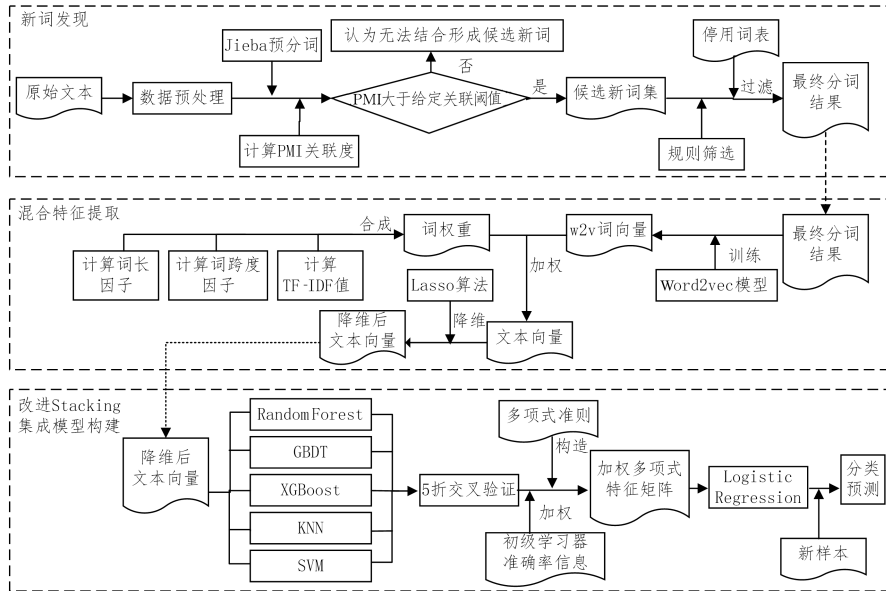 新词发现
Jieba预分词
认为无法结合形成候选新词
停用词表
否
原始文本
数据预处理
PMI大于给定关联阈值
是
候选新词集
过滤
最终分词
结果
计算PMI关联度
规则筛选
混合特征提取
合成
词权重
w2v词向量
最终分词
结果
计算词长
因子
计算词跨度
因子
计算
TF-IDF值
加权
训练
Word2vec模型
Lasso算法
降维后
文本向量
降维
文本向量
改进Stacking
集成模型构建
RandomForest
多项式准则
构造
降维后
文本向量
GBDT
XGBoost
KNN
SVM
5折交叉验证
加权
加权多项式
特征矩阵
Logistic
Regression
分类
预测
初级学习器
准确率信息
新样本